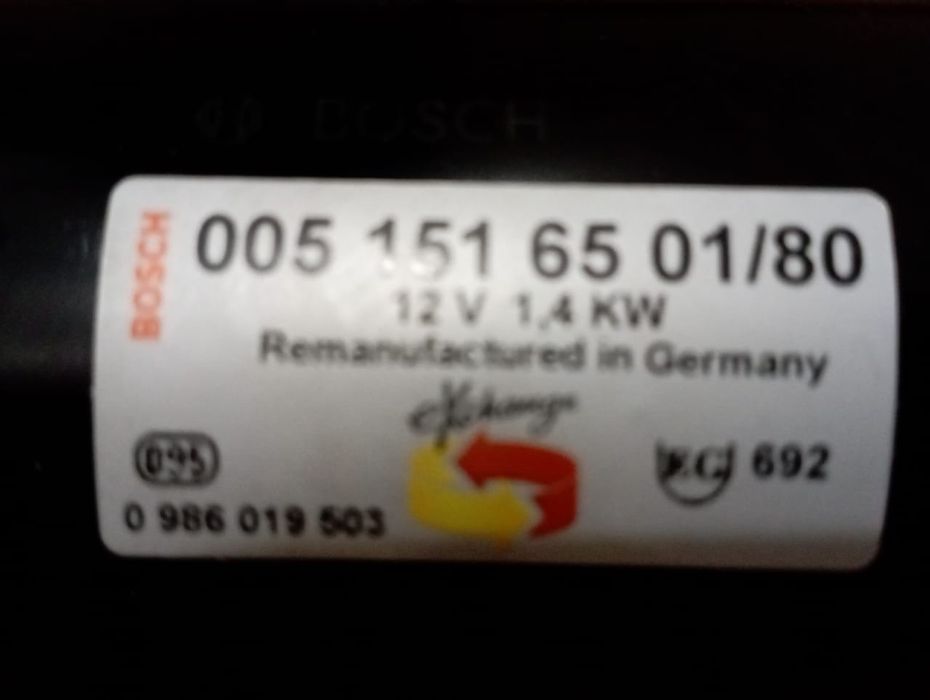 BOSCH
BOSCH
005 151 65 01/80
12 V 1,4 KW
Remanufactured in Germany
eXchange
095
692
0 986 019 503